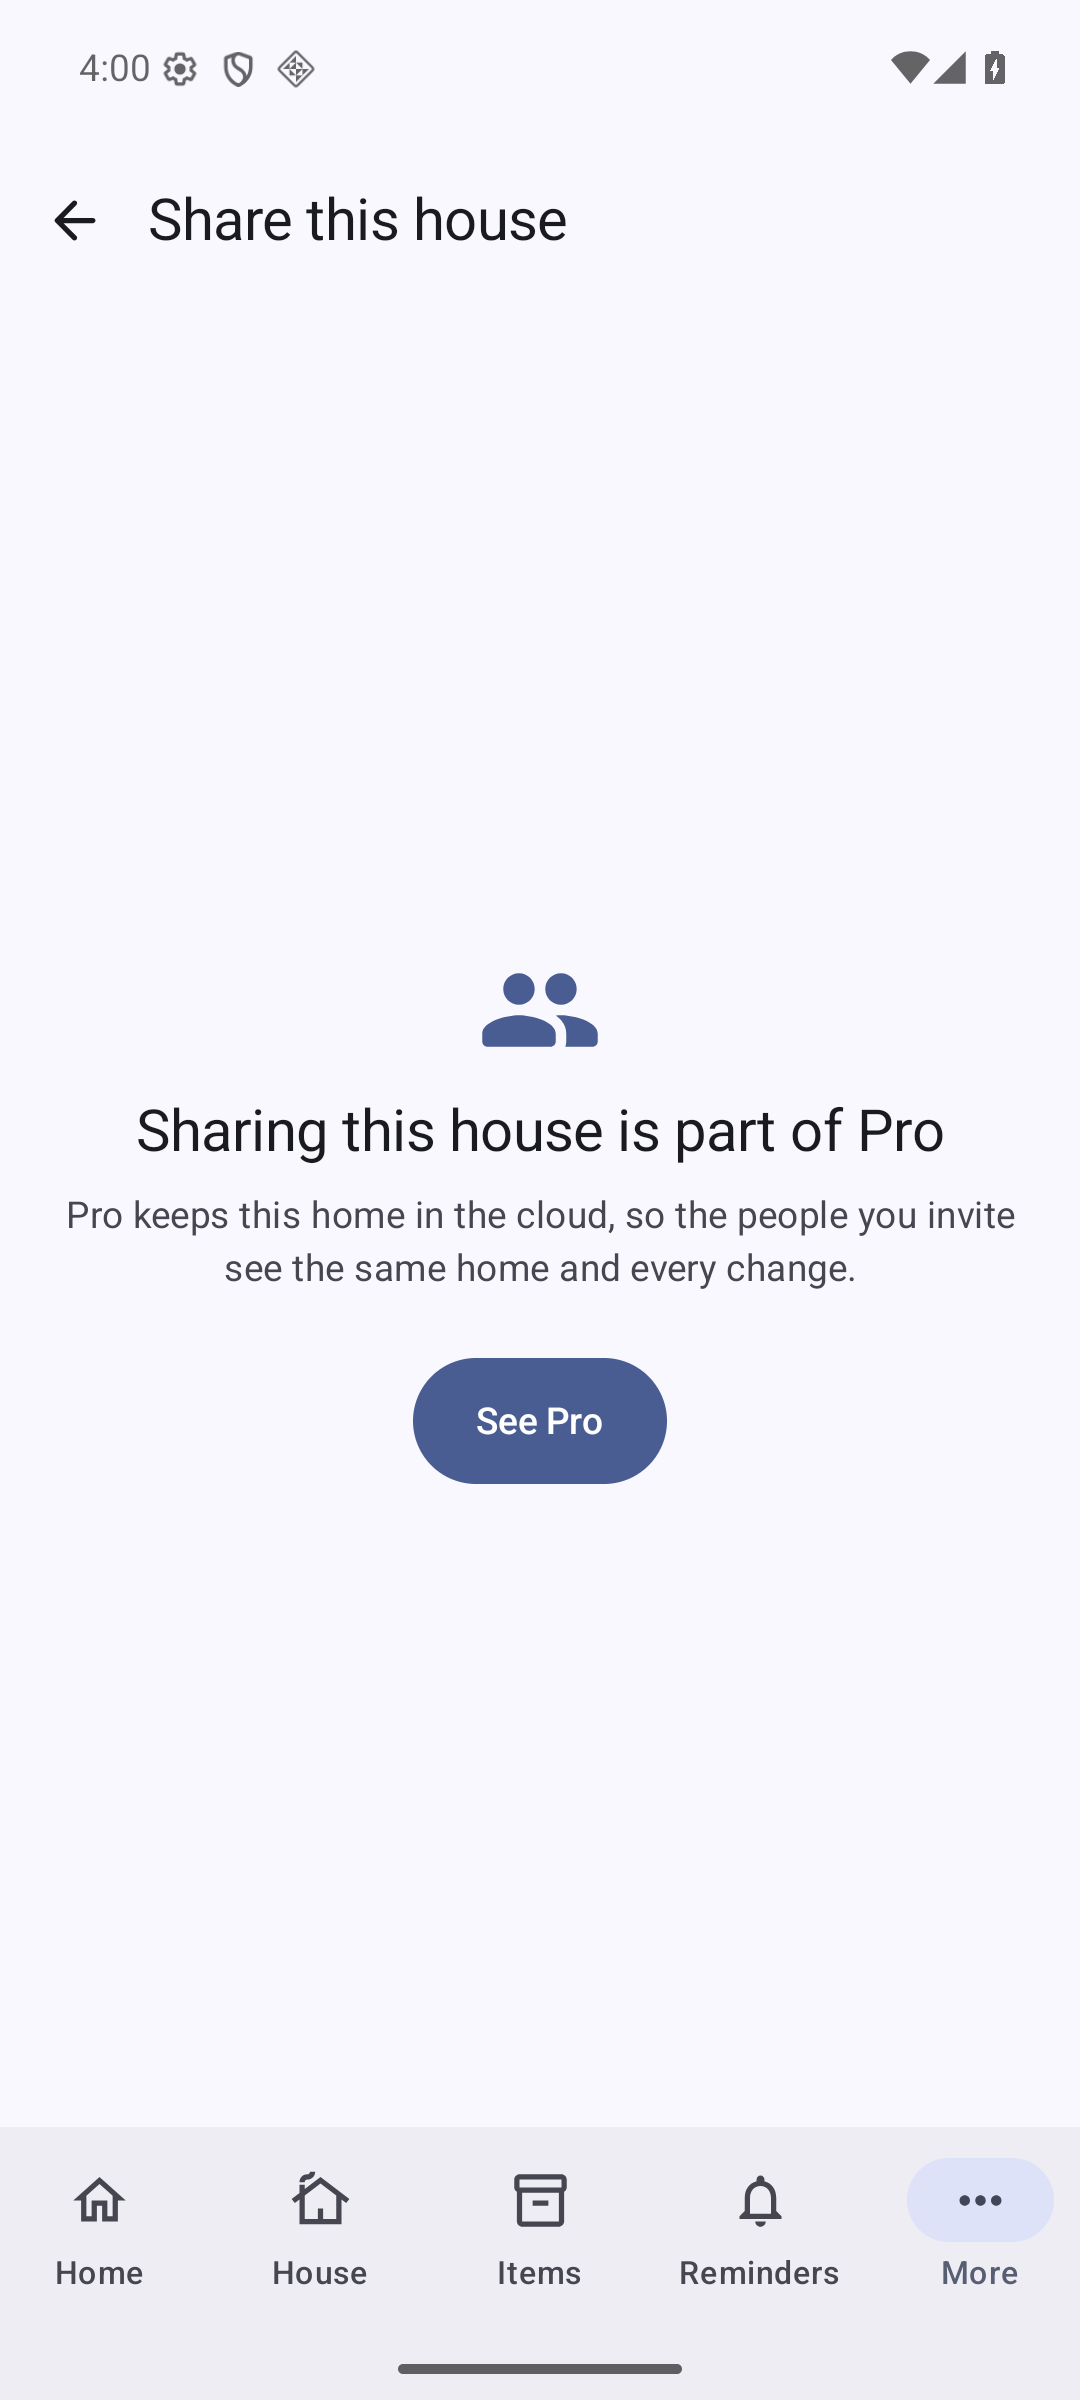 4:00
Share this house
Sharing this house is part of Pro
Pro keeps this home in the cloud, so the people you invite
see the same home and every change.
See Pro
Home
House
Items
Reminders
More